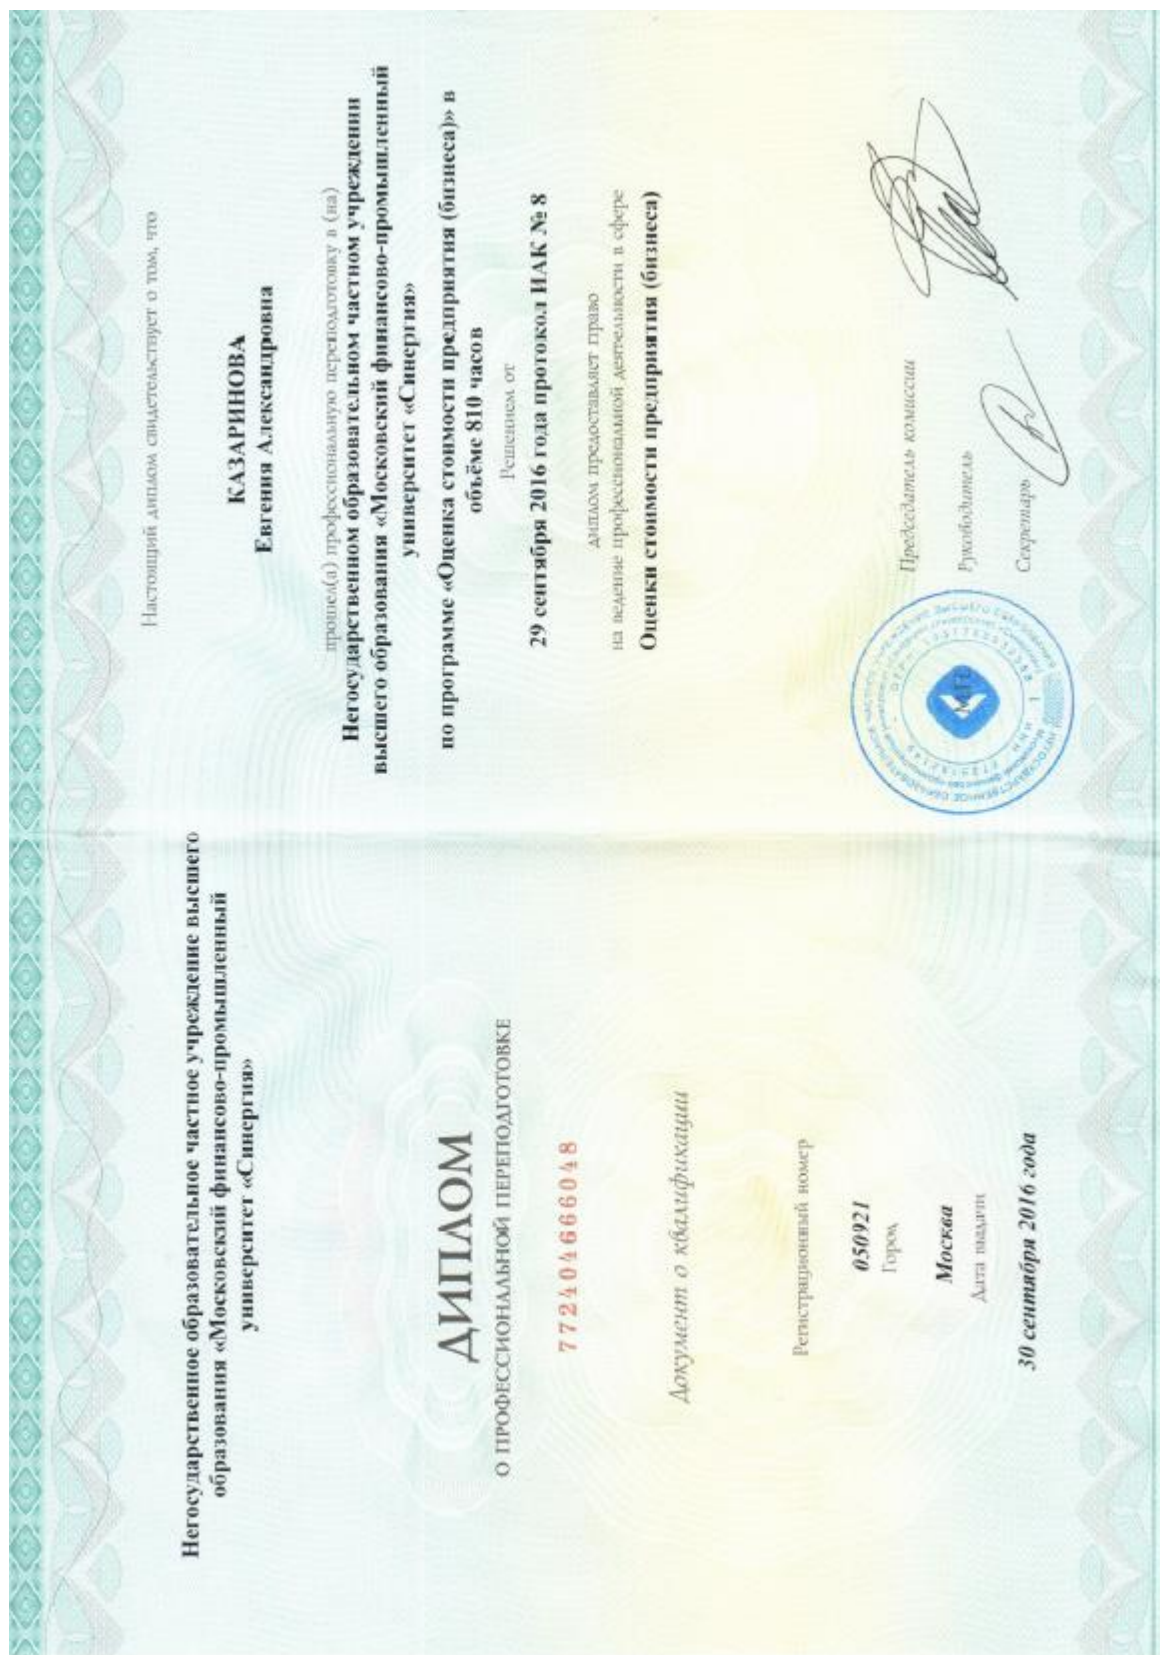 Негосударственное образовательное частное учреждение высшего
образования «Московский финансово-промышленный
университет «Синергия»
ДИПЛОМ
О ПРОФЕССИОНАЛЬНОЙ ПЕРЕПОДГОТОВКЕ
772404666048
Документ о квалификации
Регистрационный номер
050921
Город
Москва
Дата выдачи
30 сентября 2016 года
Настоящий диплом свидетельствует о том, что
КАЗАРИНОВА
Евгения Александровна
прошел(а) профессиональную переподготовку в (на)
Негосударственном образовательном частном учреждении
высшего образования «Московский финансово-промышленный
университет «Синергия»
по программе «Оценка стоимости предприятия (бизнеса)» в
объёме 810 часов
Решением от
29 сентября 2016 года протокол ИАК № 8
диплом предоставляет право
на ведение профессиональной деятельности в сфере
Оценки стоимости предприятия (бизнеса)
Председатель комиссии
Руководитель
Секретарь
М.П.